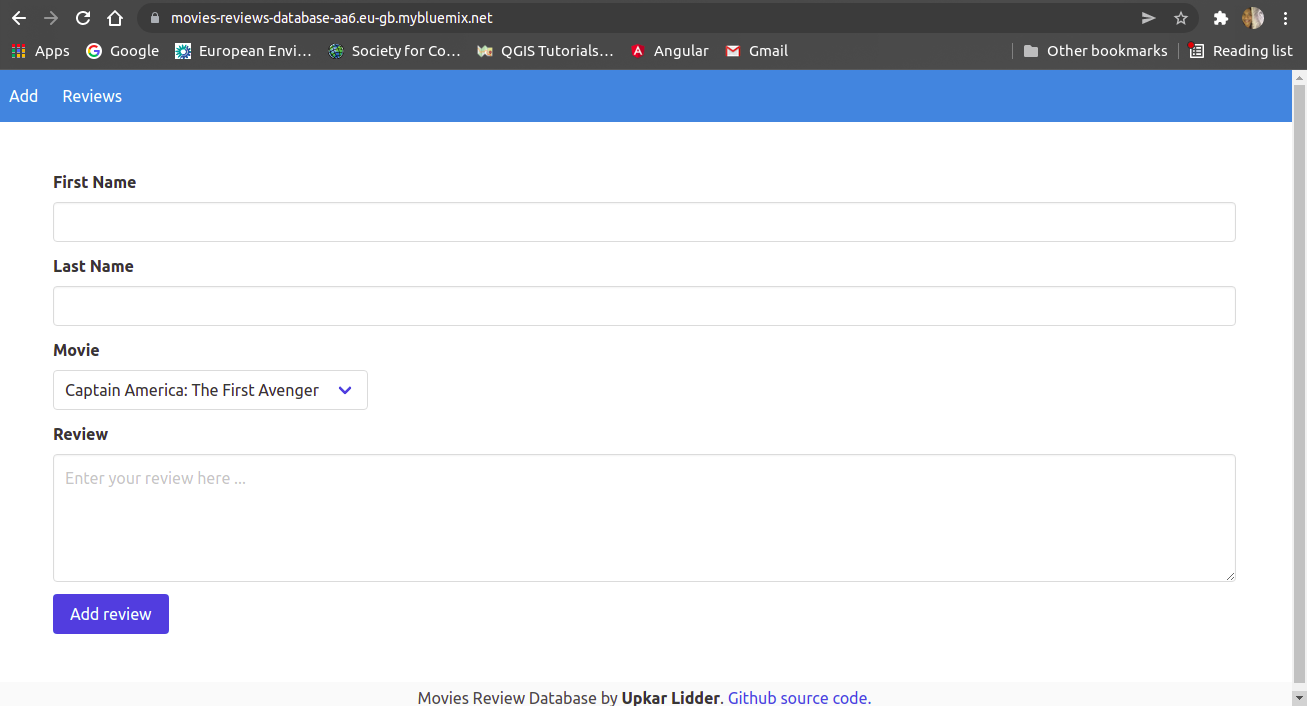 movies-reviews-database-aa6.eu-gb.mybluemix.net
Apps Google European Envi... Society for Co... QGIS Tutorials... Angular Gmail Other bookmarks Reading list
Add Reviews
First Name
Last Name
Movie
Captain America: The First Avenger
Review
Enter your review here ...
Add review
Movies Review Database by Upkar Lidder. Github source code.